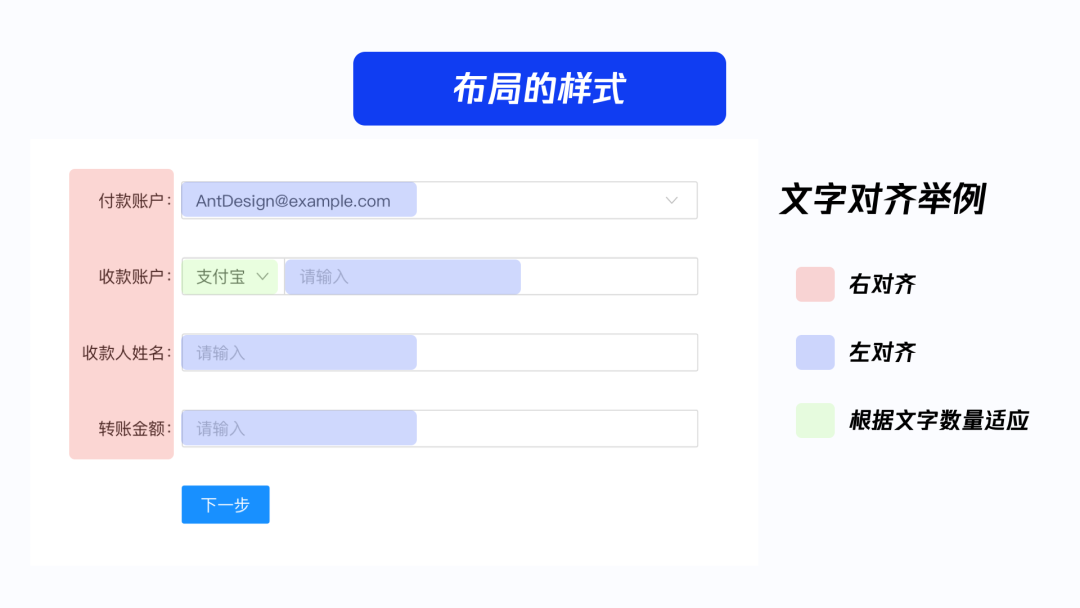 布局的样式
付款账户：
AntDesign@example.com
收款账户：
支付宝
请输入
收款人姓名：
请输入
转账金额：
请输入
下一步
文字对齐举例
右对齐
左对齐
根据文字数量适应